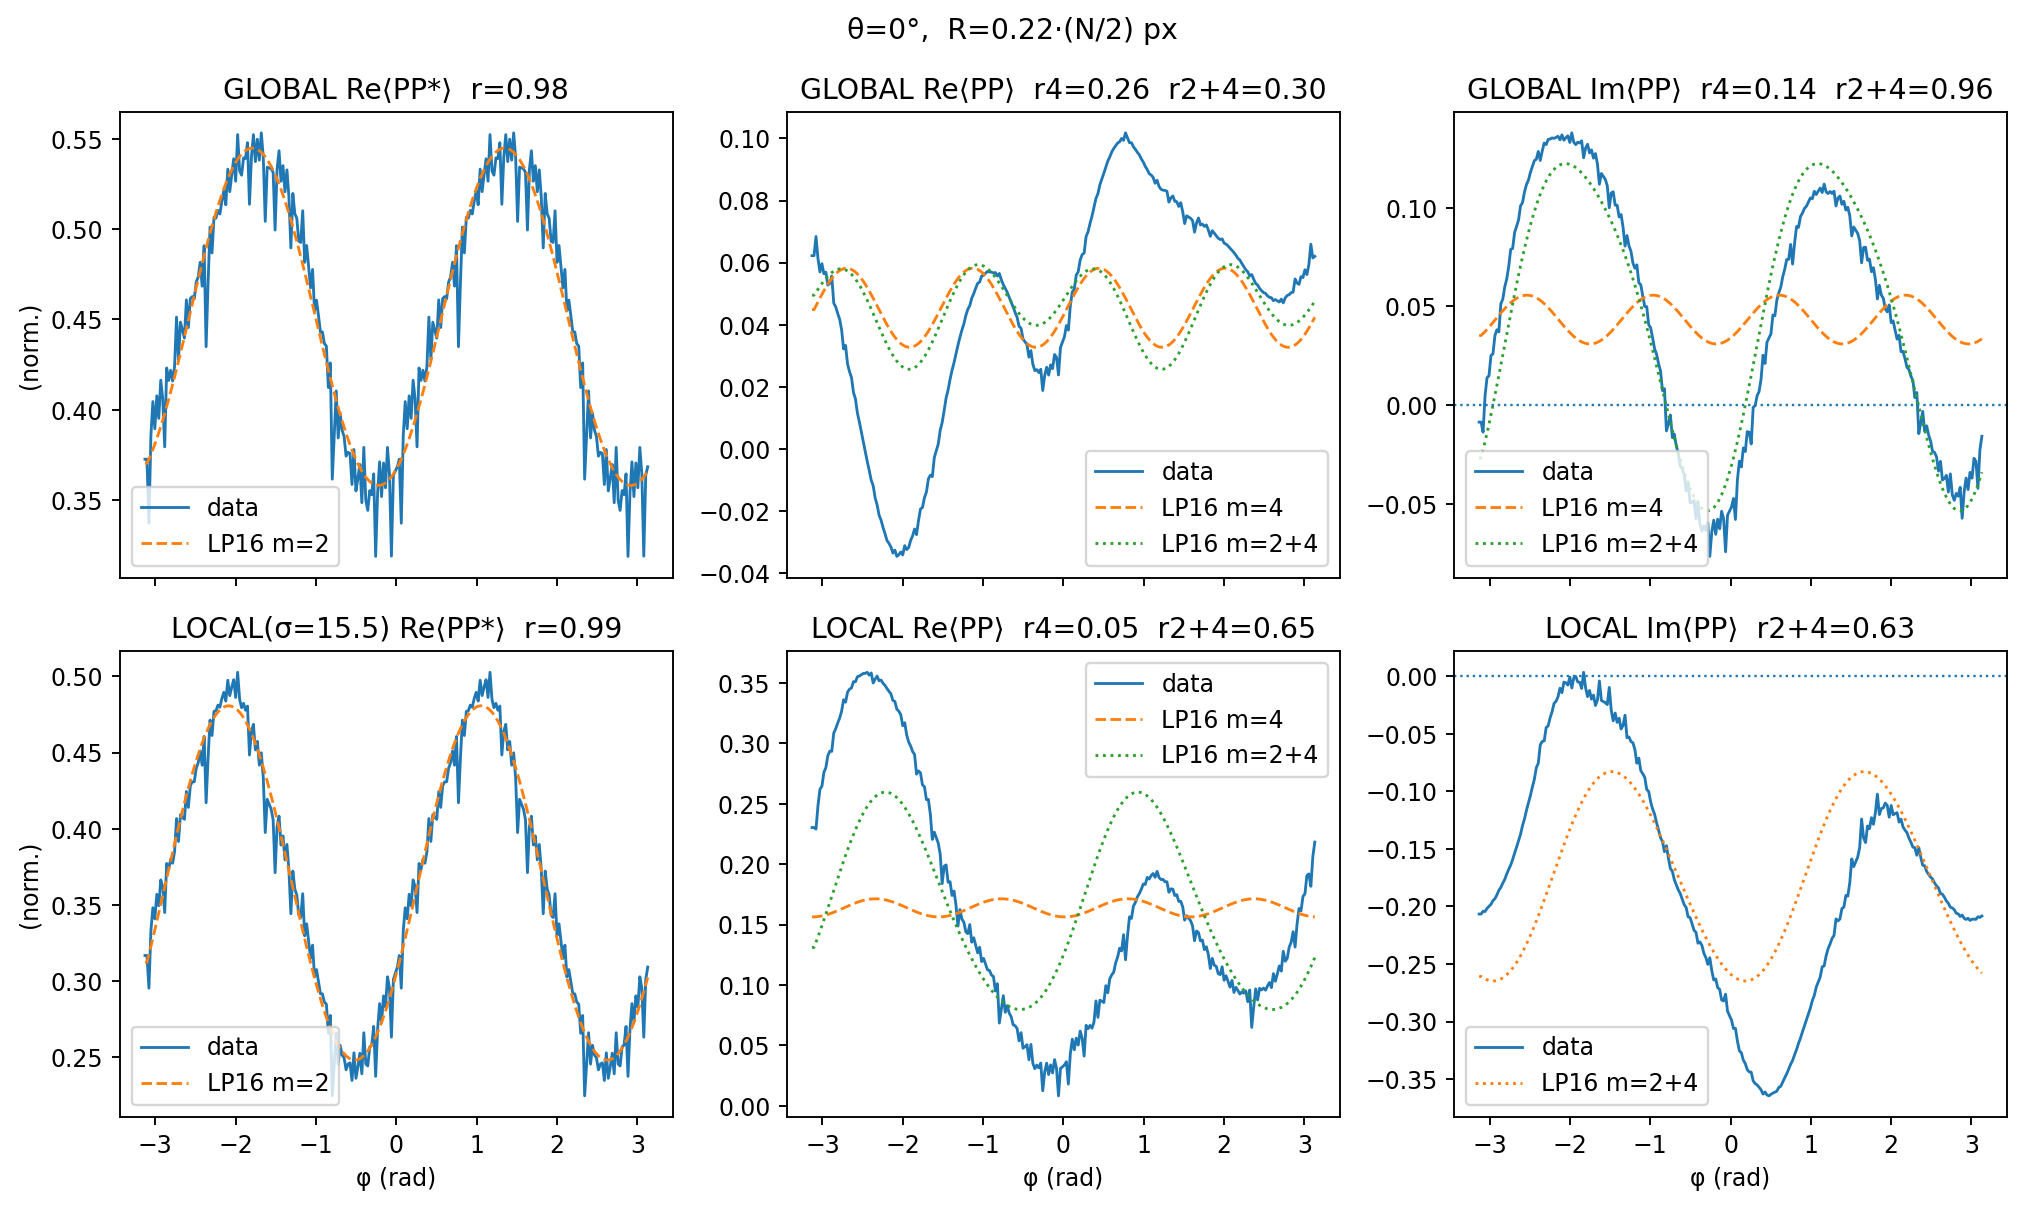 θ=0°,  R=0.22·(N/2) px
GLOBAL Re⟨PP*⟩  r=0.98
GLOBAL Re⟨PP⟩  r4=0.26  r2+4=0.30
GLOBAL Im⟨PP⟩  r4=0.14  r2+4=0.96
(norm.)
0.55
0.50
0.45
0.40
0.35
data
LP16 m=2
0.10
0.08
0.06
0.04
0.02
0.00
−0.02
−0.04
data
LP16 m=4
LP16 m=2+4
0.10
0.05
0.00
−0.05
data
LP16 m=4
LP16 m=2+4
LOCAL(σ=15.5) Re⟨PP*⟩  r=0.99
LOCAL Re⟨PP⟩  r4=0.05  r2+4=0.65
LOCAL Im⟨PP⟩  r2+4=0.63
(norm.)
0.50
0.45
0.40
0.35
0.30
0.25
data
LP16 m=2
−3 −2 −1 0 1 2 3
φ (rad)
0.35
0.30
0.25
0.20
0.15
0.10
0.05
0.00
data
LP16 m=4
LP16 m=2+4
−3 −2 −1 0 1 2 3
φ (rad)
0.00
−0.05
−0.10
−0.15
−0.20
−0.25
−0.30
−0.35
data
LP16 m=2+4
−3 −2 −1 0 1 2 3
φ (rad)